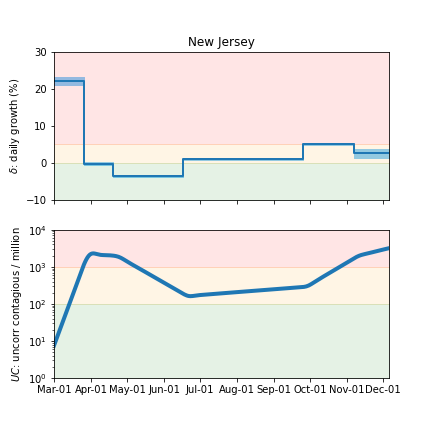 New Jersey
δ: daily growth (%)
30
20
10
0
−10
UC: uncorr contagious / million
10⁴
10³
10²
10¹
10⁰
Mar-01 Apr-01 May-01 Jun-01 Jul-01 Aug-01 Sep-01 Oct-01 Nov-01 Dec-01